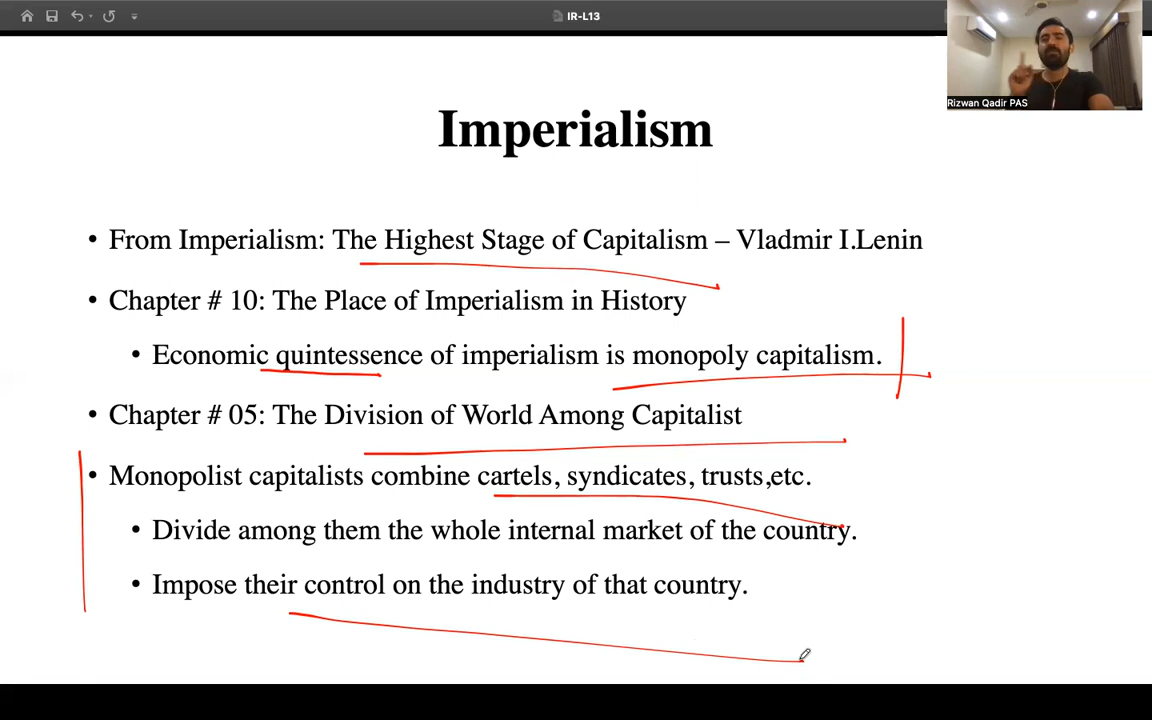 IR-L13
Rizwan Qadir PAS
Imperialism
• From Imperialism: The Highest Stage of Capitalism – Vladmir I.Lenin
• Chapter # 10: The Place of Imperialism in History
• Economic quintessence of imperialism is monopoly capitalism.
• Chapter # 05: The Division of World Among Capitalist
• Monopolist capitalists combine cartels, syndicates, trusts,etc.
• Divide among them the whole internal market of the country.
• Impose their control on the industry of that country.